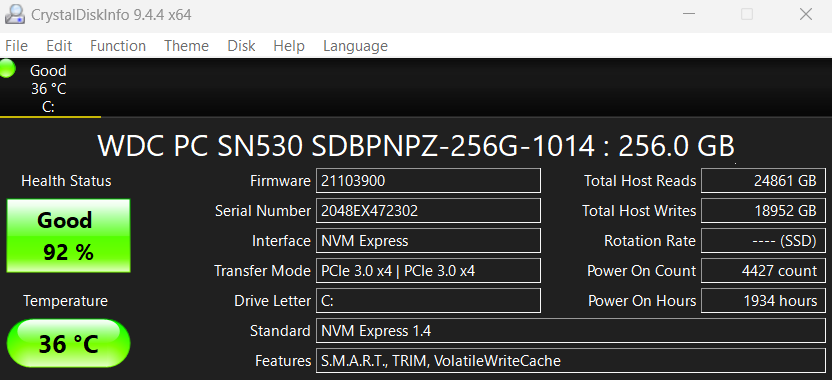 CrystalDiskInfo 9.4.4 x64
File Edit Function Theme Disk Help Language
Good
36 °C
C:
WDC PC SN530 SDBPNPZ-256G-1014 : 256.0 GB
Health Status
Good
92 %
Temperature
36 °C
Firmware 21103900
Serial Number 2048EX472302
Interface NVM Express
Transfer Mode PCIe 3.0 x4 | PCIe 3.0 x4
Drive Letter C:
Total Host Reads 24861 GB
Total Host Writes 18952 GB
Rotation Rate ---- (SSD)
Power On Count 4427 count
Power On Hours 1934 hours
Standard NVM Express 1.4
Features S.M.A.R.T., TRIM, VolatileWriteCache